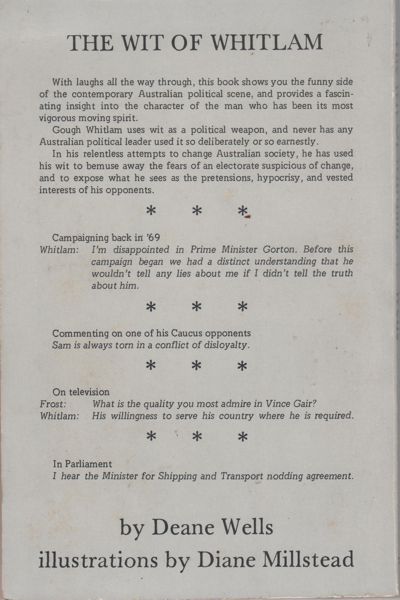 THE WIT OF WHITLAM
With laughs all the way through, this book shows you the funny side
of the contemporary Australian political scene, and provides a fascin-
ating insight into the character of the man who has been its most
vigorous moving spirit.
Gough Whitlam uses wit as a political weapon, and never has any
Australian political leader used it so deliberately or so earnestly.
In his relentless attempts to change Australian society, he has used
his wit to bemuse away the fears of an electorate suspicious of change,
and to expose what he sees as the pretensions, hypocrisy, and vested
interests of his opponents.
* * *
Campaigning back in '69
Whitlam: I'm disappointed in Prime Minister Gorton. Before this
campaign began we had a distinct understanding that he
wouldn't tell any lies about me if I didn't tell the truth
about him.
* * *
Commenting on one of his Caucus opponents
Sam is always torn in a conflict of disloyalty.
* * *
On television
Frost: What is the quality you most admire in Vince Gair?
Whitlam: His willingness to serve his country where he is required.
* * *
In Parliament
I hear the Minister for Shipping and Transport nodding agreement.
by Deane Wells
illustrations by Diane Millstead